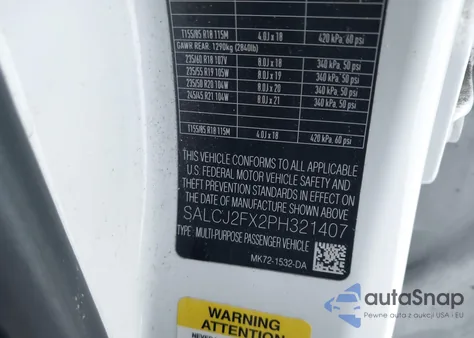 T155/85 R18 115M 4.0J x 18 420 kPa, 60 psi
GAWR REAR. 1290kg (2840lb)
235/60 R18 107V 8.0J x 18 340 kPa, 50 psi
235/55 R19 105W 8.0J x 19 340 kPa, 50 psi
235/50 R20 104W 8.0J x 20 340 kPa, 50 psi
245/45 R21 104W 8.0J x 21 340 kPa, 50 psi
T155/85 R18 115M 4.0J x 18 420 kPa, 60 psi
THIS VEHICLE CONFORMS TO ALL APPLICABLE
U.S. FEDERAL MOTOR VEHICLE SAFETY AND
THEFT PREVENTION STANDARDS IN EFFECT ON
THE DATE OF MANUFACTURE SHOWN ABOVE.
SALCJ2FX2PH321407
TYPE: MULTI-PURPOSE PASSENGER VEHICLE
MK72-1532-DA
WARNING
ATTENTION
autaSnap
Pewne auta z USA i EU